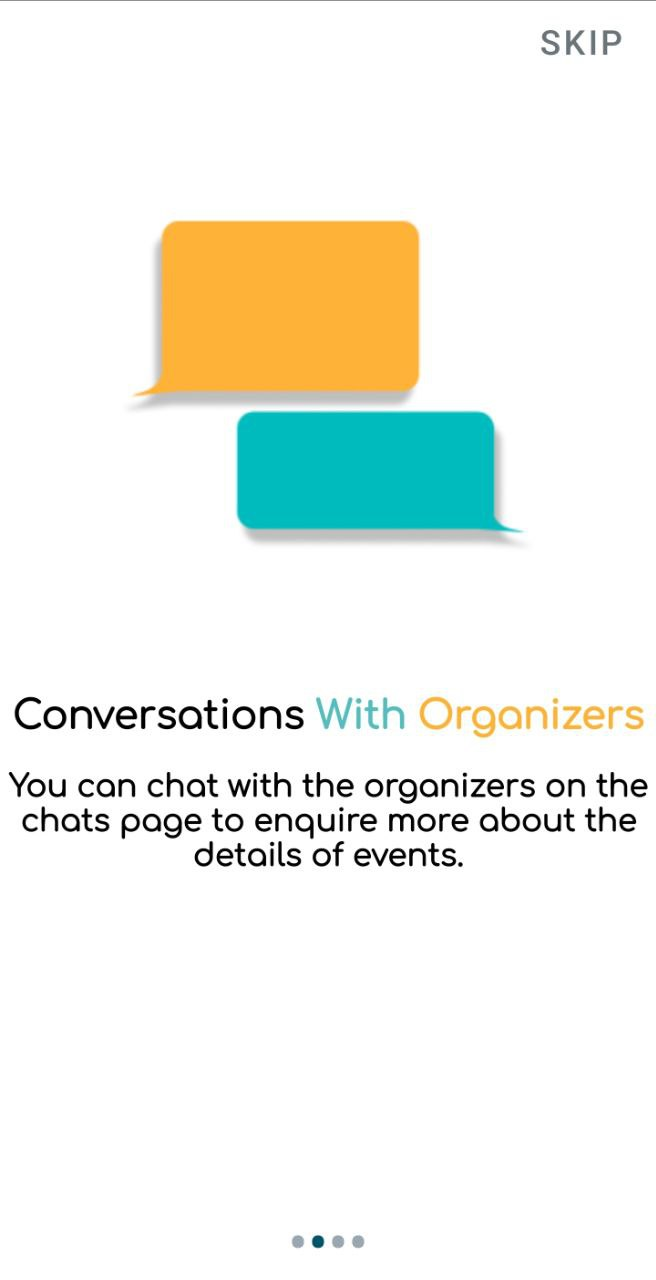 SKIP
Conversations With Organizers
You can chat with the organizers on the
chats page to enquire more about the
details of events.